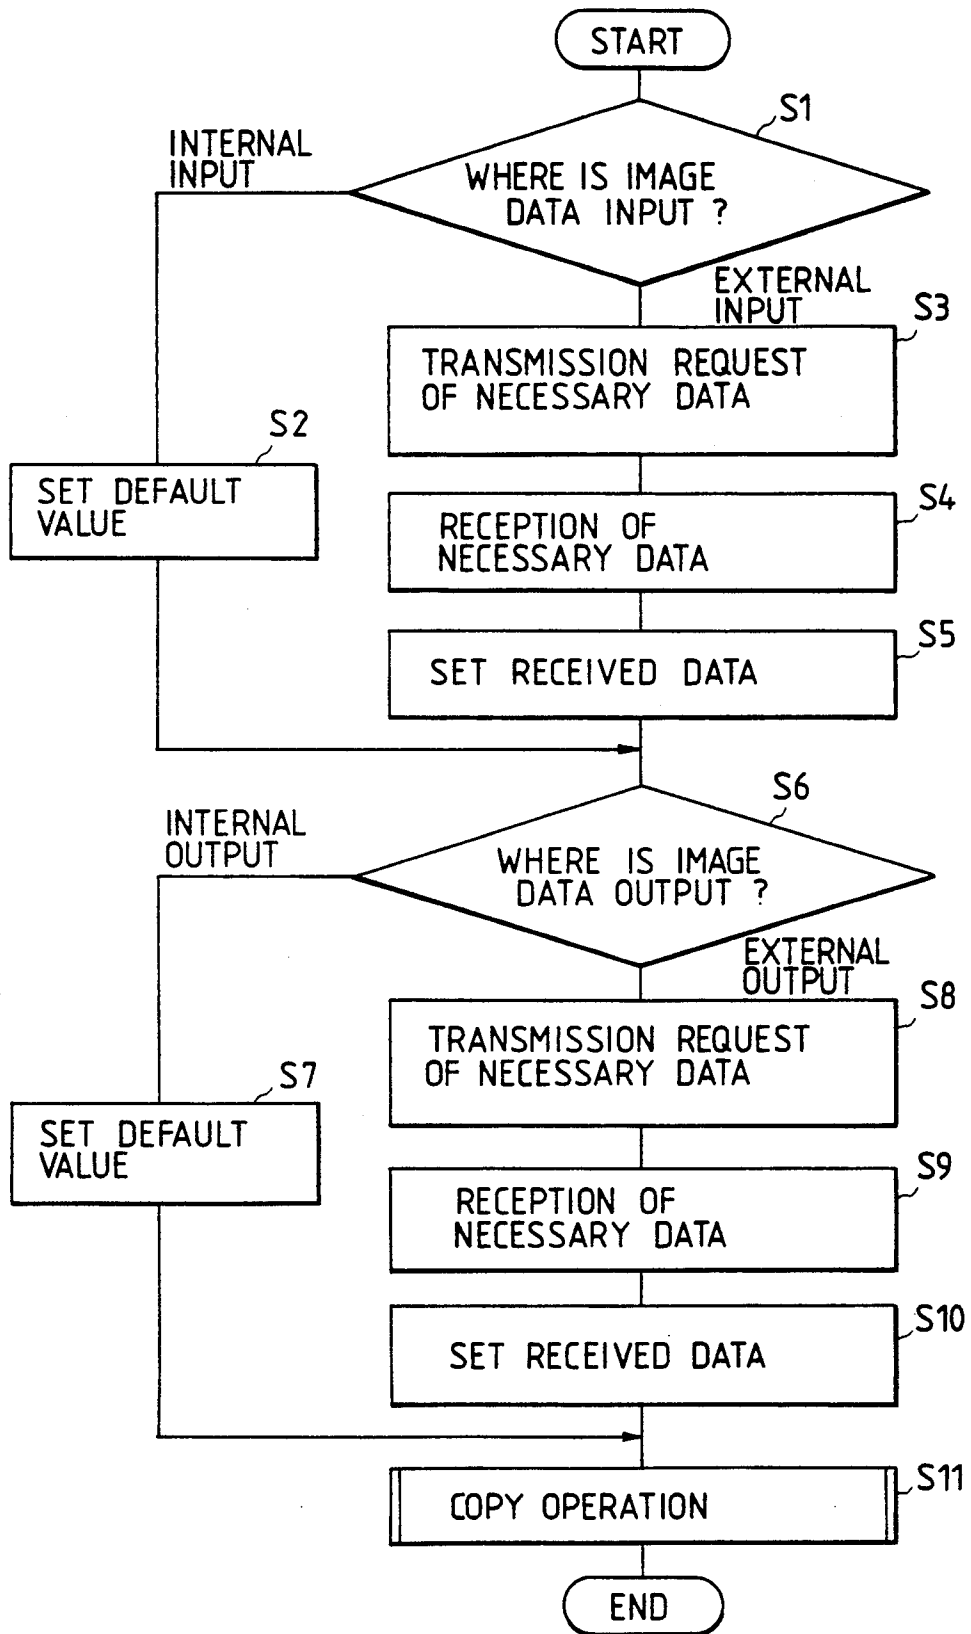 START
S1
INTERNAL
INPUT
WHERE IS IMAGE
DATA INPUT ?
EXTERNAL
INPUT
S3
TRANSMISSION REQUEST
OF NECESSARY DATA
S2
SET DEFAULT
VALUE
S4
RECEPTION OF
NECESSARY DATA
S5
SET RECEIVED DATA
S6
INTERNAL
OUTPUT
WHERE IS IMAGE
DATA OUTPUT ?
EXTERNAL
OUTPUT
S8
TRANSMISSION REQUEST
OF NECESSARY DATA
S7
SET DEFAULT
VALUE
S9
RECEPTION OF
NECESSARY DATA
S10
SET RECEIVED DATA
S11
COPY OPERATION
END